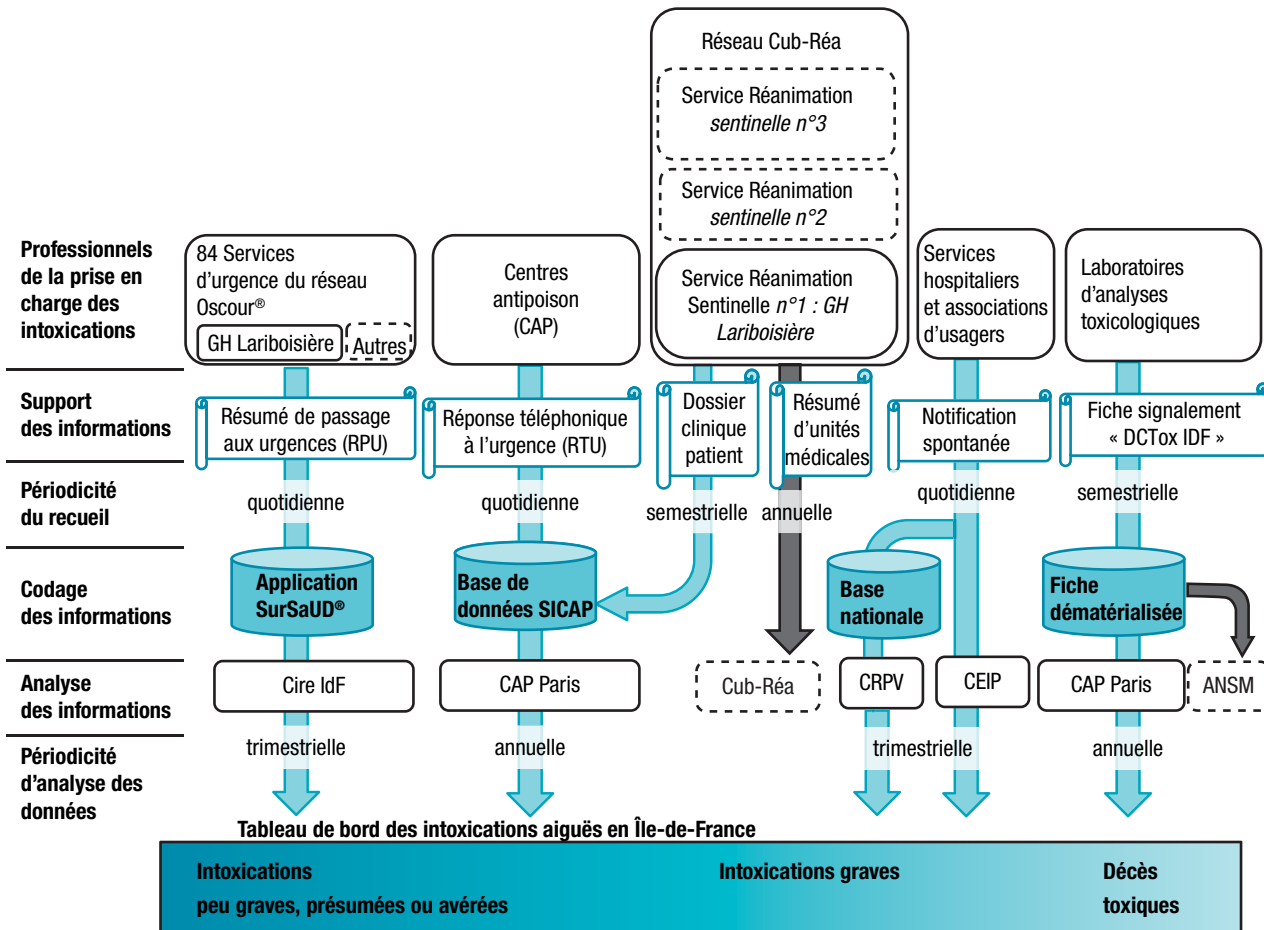 Réseau Cub-Réa
Service Réanimation
sentinelle n°3
Service Réanimation
sentinelle n°2
Service Réanimation
Sentinelle n°1 : GH
Lariboisière
Professionnels
de la prise en
charge des
intoxications
84 Services
d'urgence du réseau
Oscour®
GH Lariboisière
Autres
Centres
antipoison
(CAP)
Services
hospitaliers
et associations
d'usagers
Laboratoires
d'analyses
toxicologiques
Support
des informations
Résumé de passage
aux urgences (RPU)
Réponse téléphonique
à l'urgence (RTU)
Dossier
clinique
patient
Résumé
d'unités
médicales
Notification
spontanée
Fiche signalement
« DCTox IDF »
Périodicité
du recueil
quotidienne
quotidienne
semestrielle
annuelle
quotidienne
semestrielle
Codage
des informations
Application
SurSaUD®
Base de
données SICAP
Base
nationale
Fiche
dématérialisée
Analyse
des informations
Cire IdF
CAP Paris
Cub-Réa
CRPV
CEIP
CAP Paris
ANSM
Périodicité
d'analyse des
données
trimestrielle
annuelle
trimestrielle
annuelle
Tableau de bord des intoxications aiguës en Île-de-France
Intoxications
peu graves, présumées ou avérées
Intoxications graves
Décès
toxiques